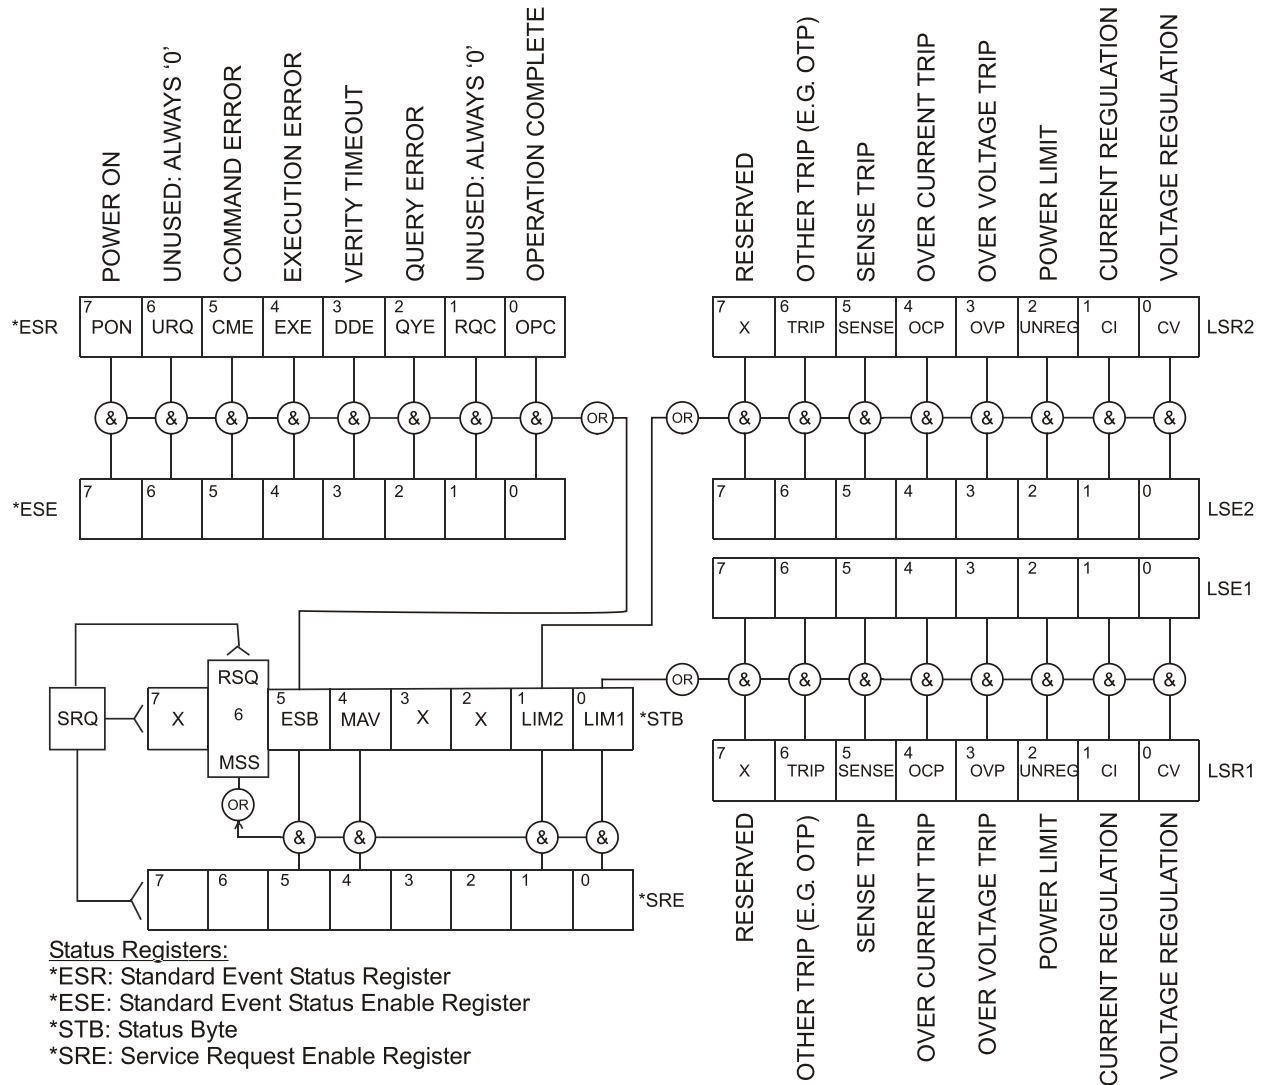 POWER ON
UNUSED: ALWAYS ‘0’
COMMAND ERROR
EXECUTION ERROR
VERITY TIMEOUT
QUERY ERROR
UNUSED: ALWAYS ‘0’
OPERATION COMPLETE
*ESR
7 6 5 4 3 2 1 0
PON URQ CME EXE DDE QYE RQC OPC
& & & & & & & & OR
*ESE
7 6 5 4 3 2 1 0
RESERVED
OTHER TRIP (E.G. OTP)
SENSE TRIP
OVER CURRENT TRIP
OVER VOLTAGE TRIP
POWER LIMIT
CURRENT REGULATION
VOLTAGE REGULATION
7 6 5 4 3 2 1 0
X TRIP SENSE OCP OVP UNREG CI CV LSR2
OR & & & & & & & &
7 6 5 4 3 2 1 0
LSE2
7 6 5 4 3 2 1 0
LSE1
OR & & & & & & & &
7 6 5 4 3 2 1 0
X TRIP SENSE OCP OVP UNREG CI CV LSR1
RESERVED
OTHER TRIP (E.G. OTP)
SENSE TRIP
OVER CURRENT TRIP
OVER VOLTAGE TRIP
POWER LIMIT
CURRENT REGULATION
VOLTAGE REGULATION
SRQ
RSQ
6
MSS
7 5 4 3 2 1 0
X ESB MAV X X LIM2 LIM1 *STB
OR
& & & &
7 6 5 4 3 2 1 0
*SRE
Status Registers:
*ESR: Standard Event Status Register
*ESE: Standard Event Status Enable Register
*STB: Status Byte
*SRE: Service Request Enable Register